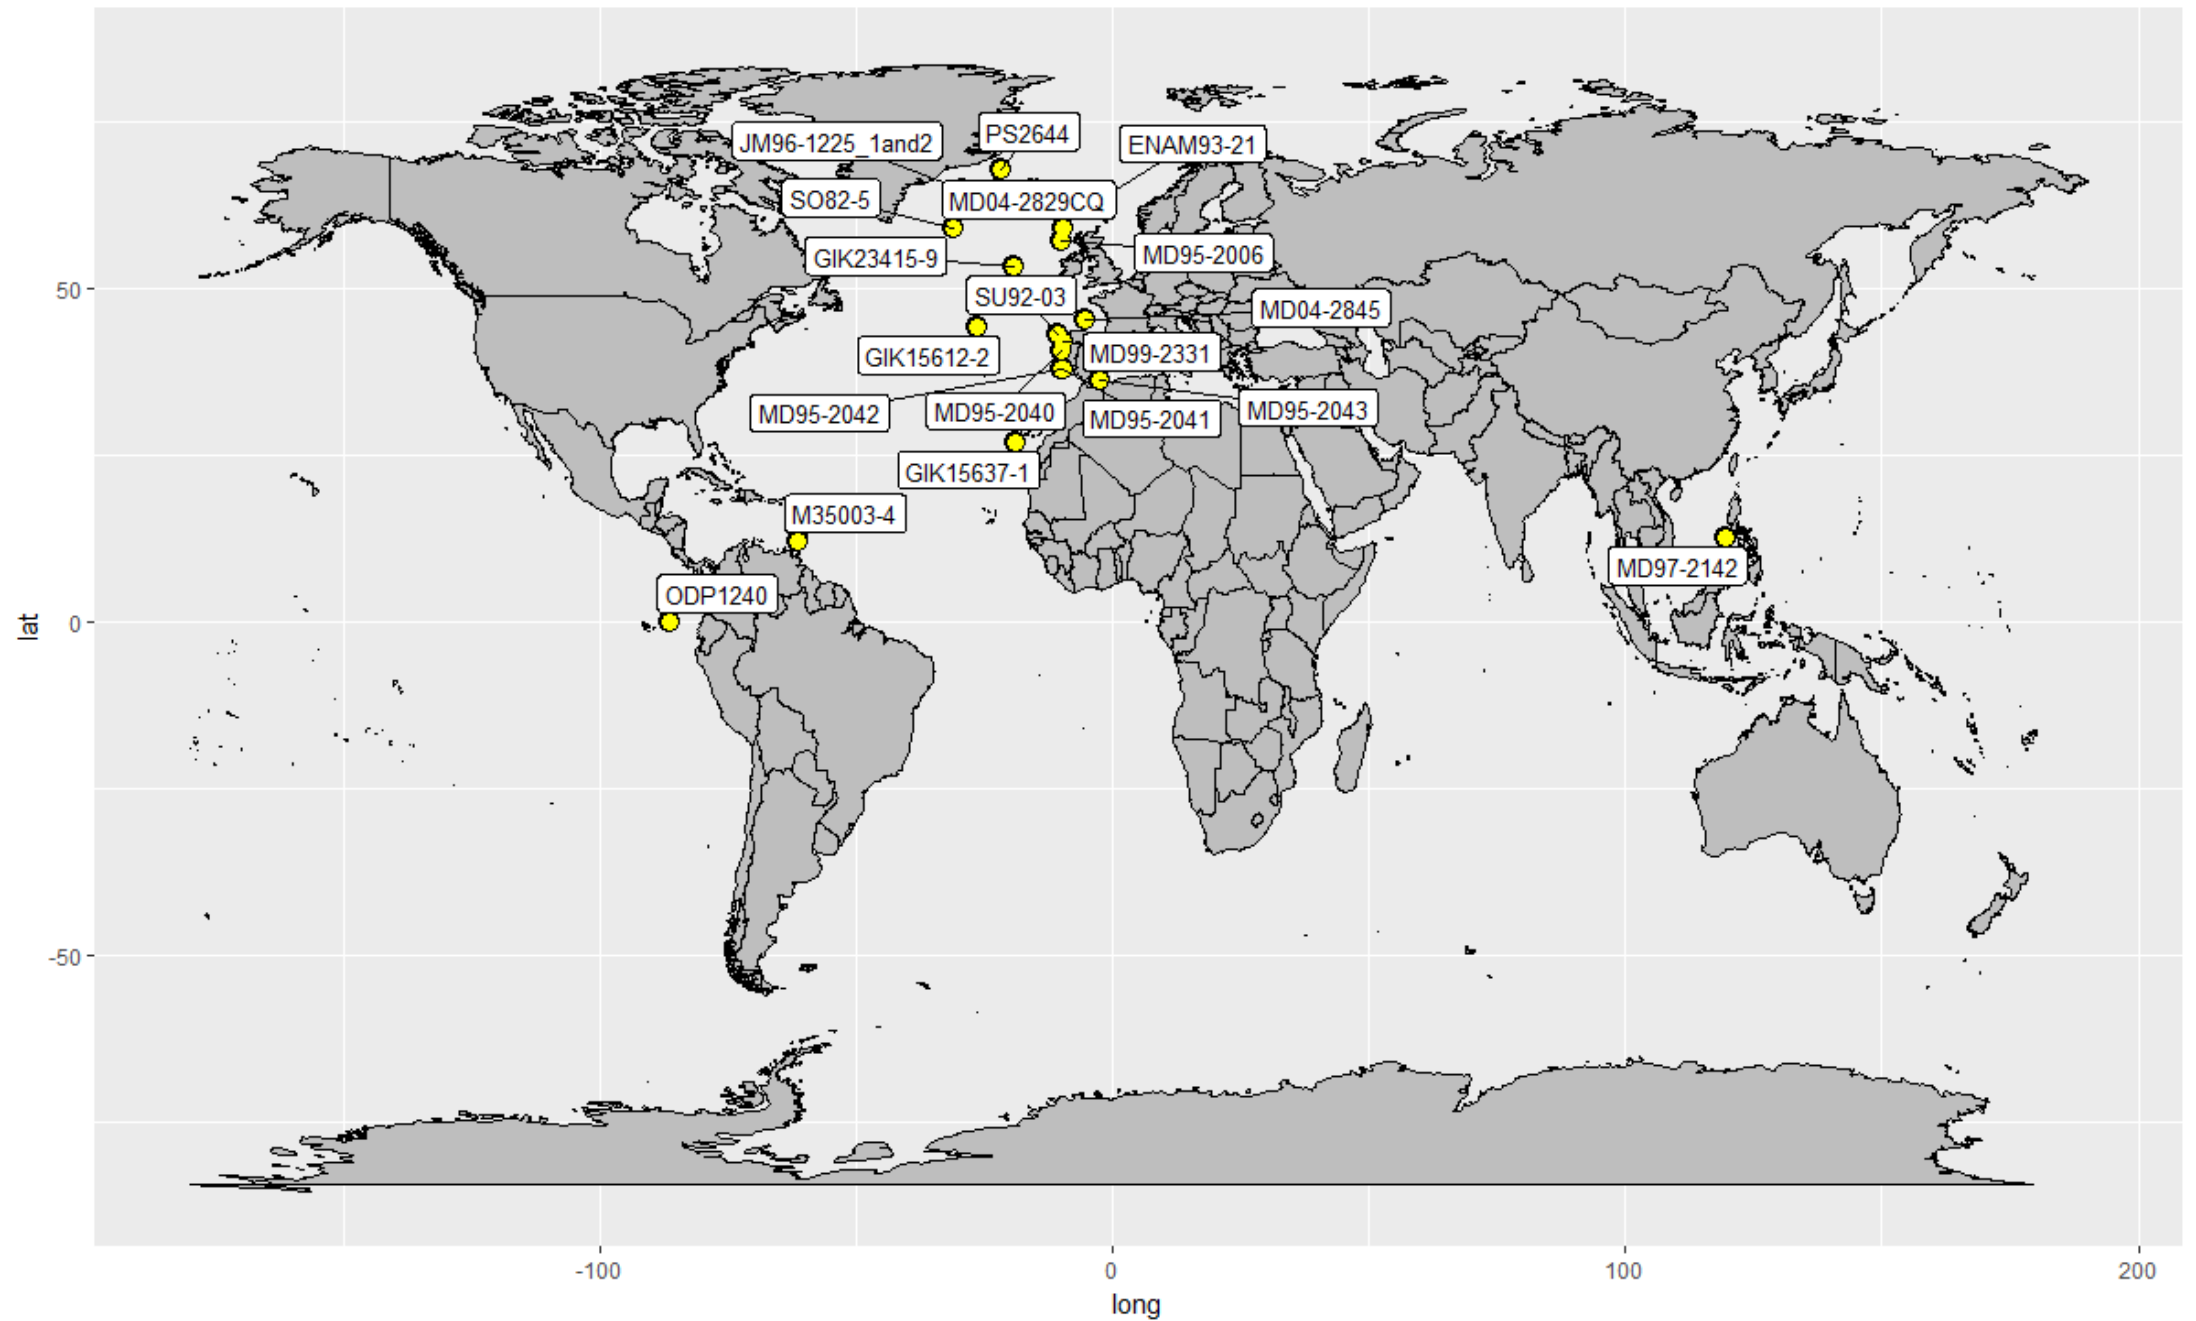 PS2644
JM96-1225_1and2
ENAM93-21
SO82-5
MD04-2829CQ
GIK23415-9
MD95-2006
SU92-03
MD04-2845
GIK15612-2
MD99-2331
MD95-2042
MD95-2040
MD95-2041
MD95-2043
GIK15637-1
M35003-4
MD97-2142
ODP1240
50
0
-50
lat
-100
0
100
200
long